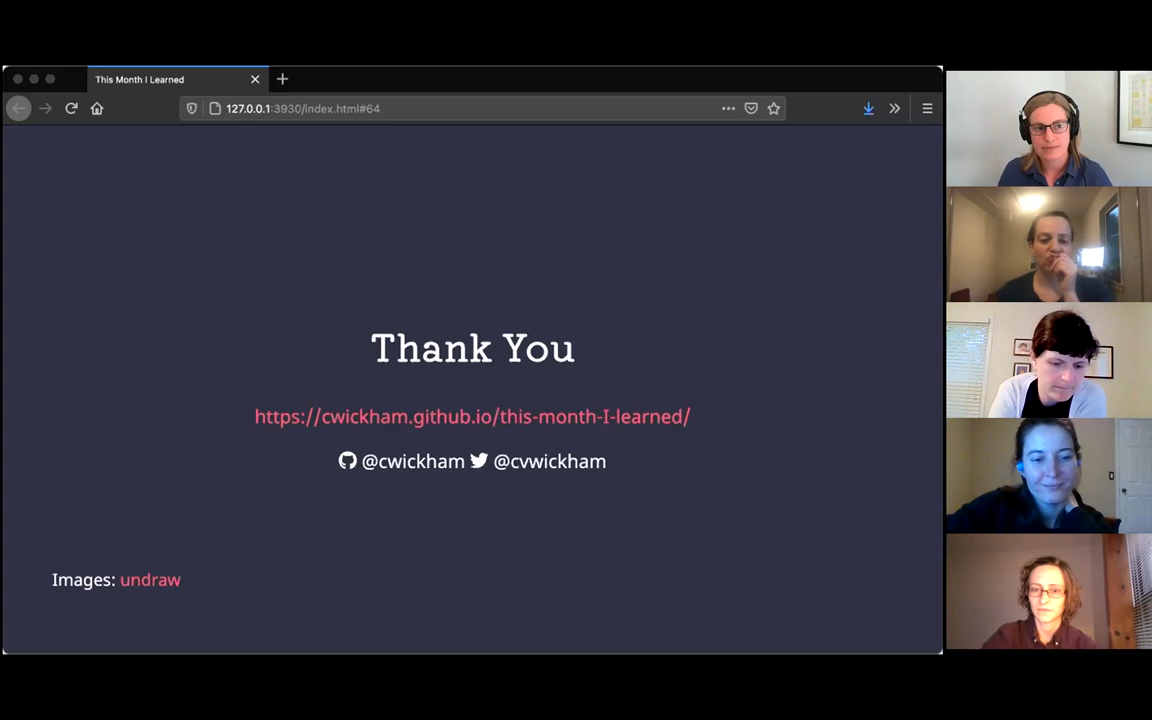 This Month I Learned
127.0.0.1:3930/index.html#64
Thank You
https://cwickham.github.io/this-month-I-learned/
@cwickham @cvwickham
Images: undraw